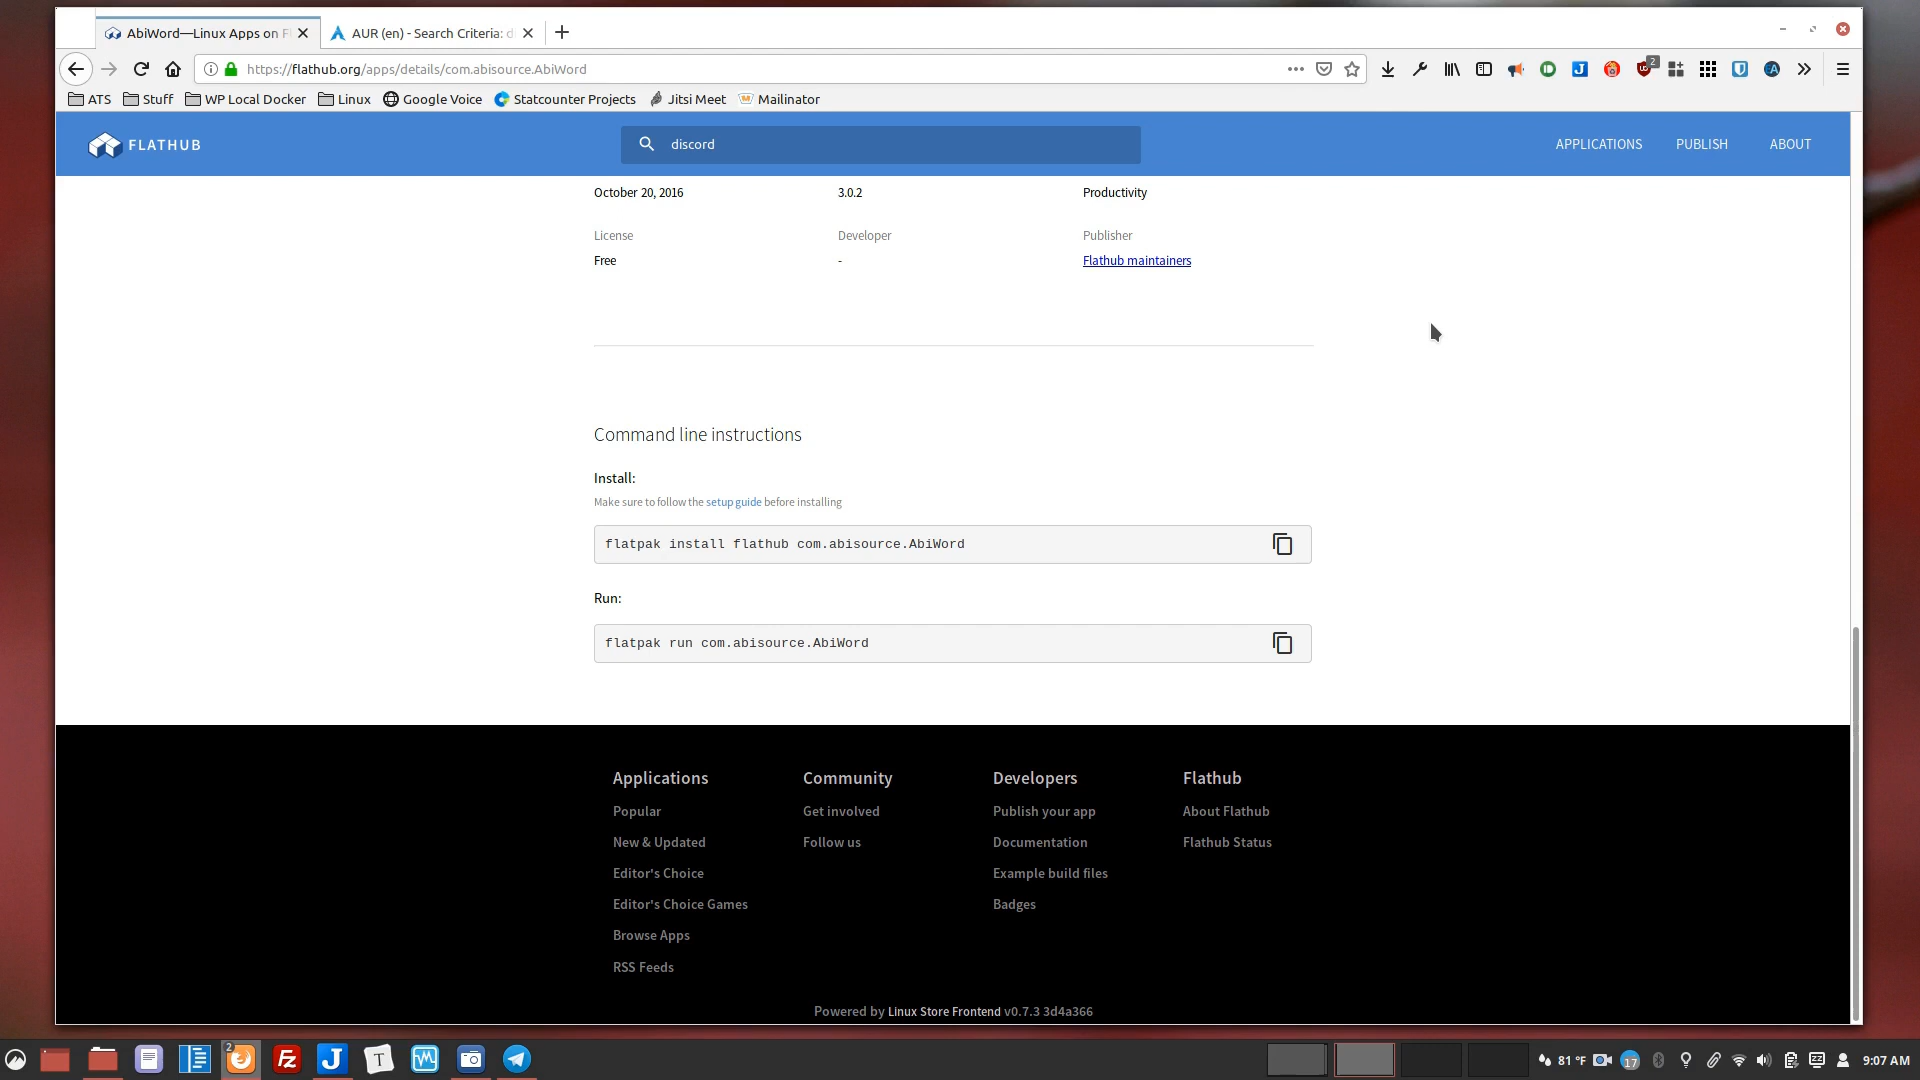 AbiWord—Linux Apps on F
AUR (en) - Search Criteria: d
https://flathub.org/apps/details/com.abisource.AbiWord
2
ATS
Stuff
WP Local Docker
Linux
Google Voice
Statcounter Projects
Jitsi Meet
Mailinator
FLATHUB
discord
APPLICATIONS
PUBLISH
ABOUT
October 20, 2016
3.0.2
Productivity
License
Developer
Publisher
Free
-
Flathub maintainers
Command line instructions
Install:
Make sure to follow the setup guide before installing
flatpak install flathub com.abisource.AbiWord
Run:
flatpak run com.abisource.AbiWord
Applications
Community
Developers
Flathub
Popular
Get involved
Publish your app
About Flathub
New & Updated
Follow us
Documentation
Flathub Status
Editor's Choice
Example build files
Editor's Choice Games
Badges
Browse Apps
RSS Feeds
Powered by Linux Store Frontend v0.7.3 3d4a366
2
Fz
J
T
81 °F
17
9:07 AM